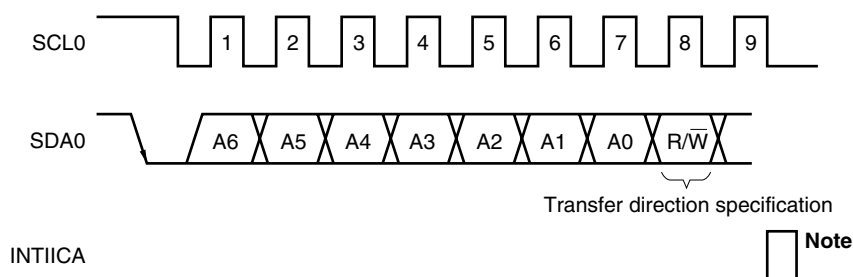 SCL0 1 2 3 4 5 6 7 8 9
SDA0 A6 A5 A4 A3 A2 A1 A0 R/W̅
Transfer direction specification
INTIICA Note